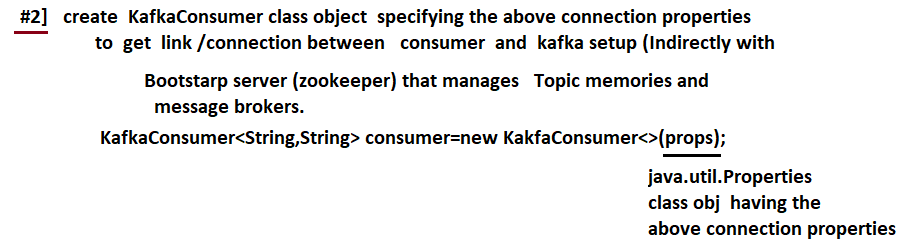 #2] create KafkaConsumer class object specifying the above connection properties
to get link /connection between consumer and kafka setup (Indirectly with
Bootstarp server (zookeeper) that manages Topic memories and
message brokers.
KafkaConsumer<String,String> consumer=new KakfaConsumer<>(props);
java.util.Properties
class obj having the
above connection properties